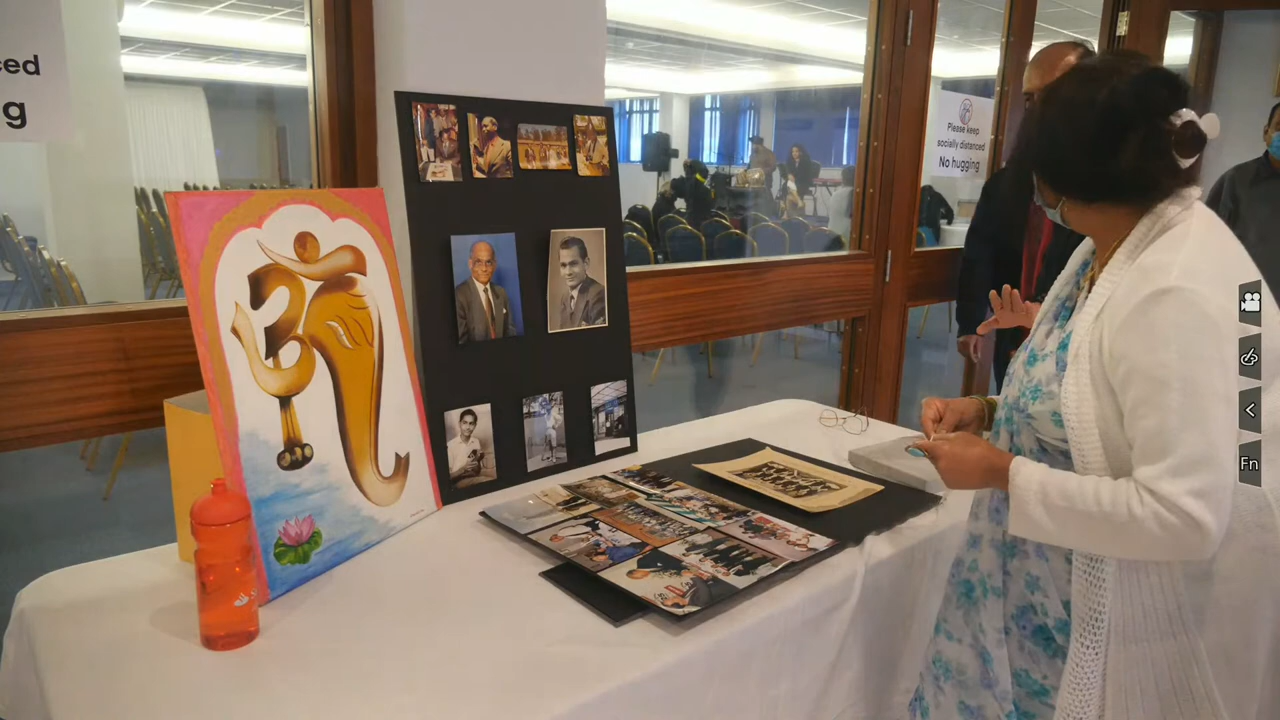 ced
g
Please keep
socially distanced
No hugging
Fn